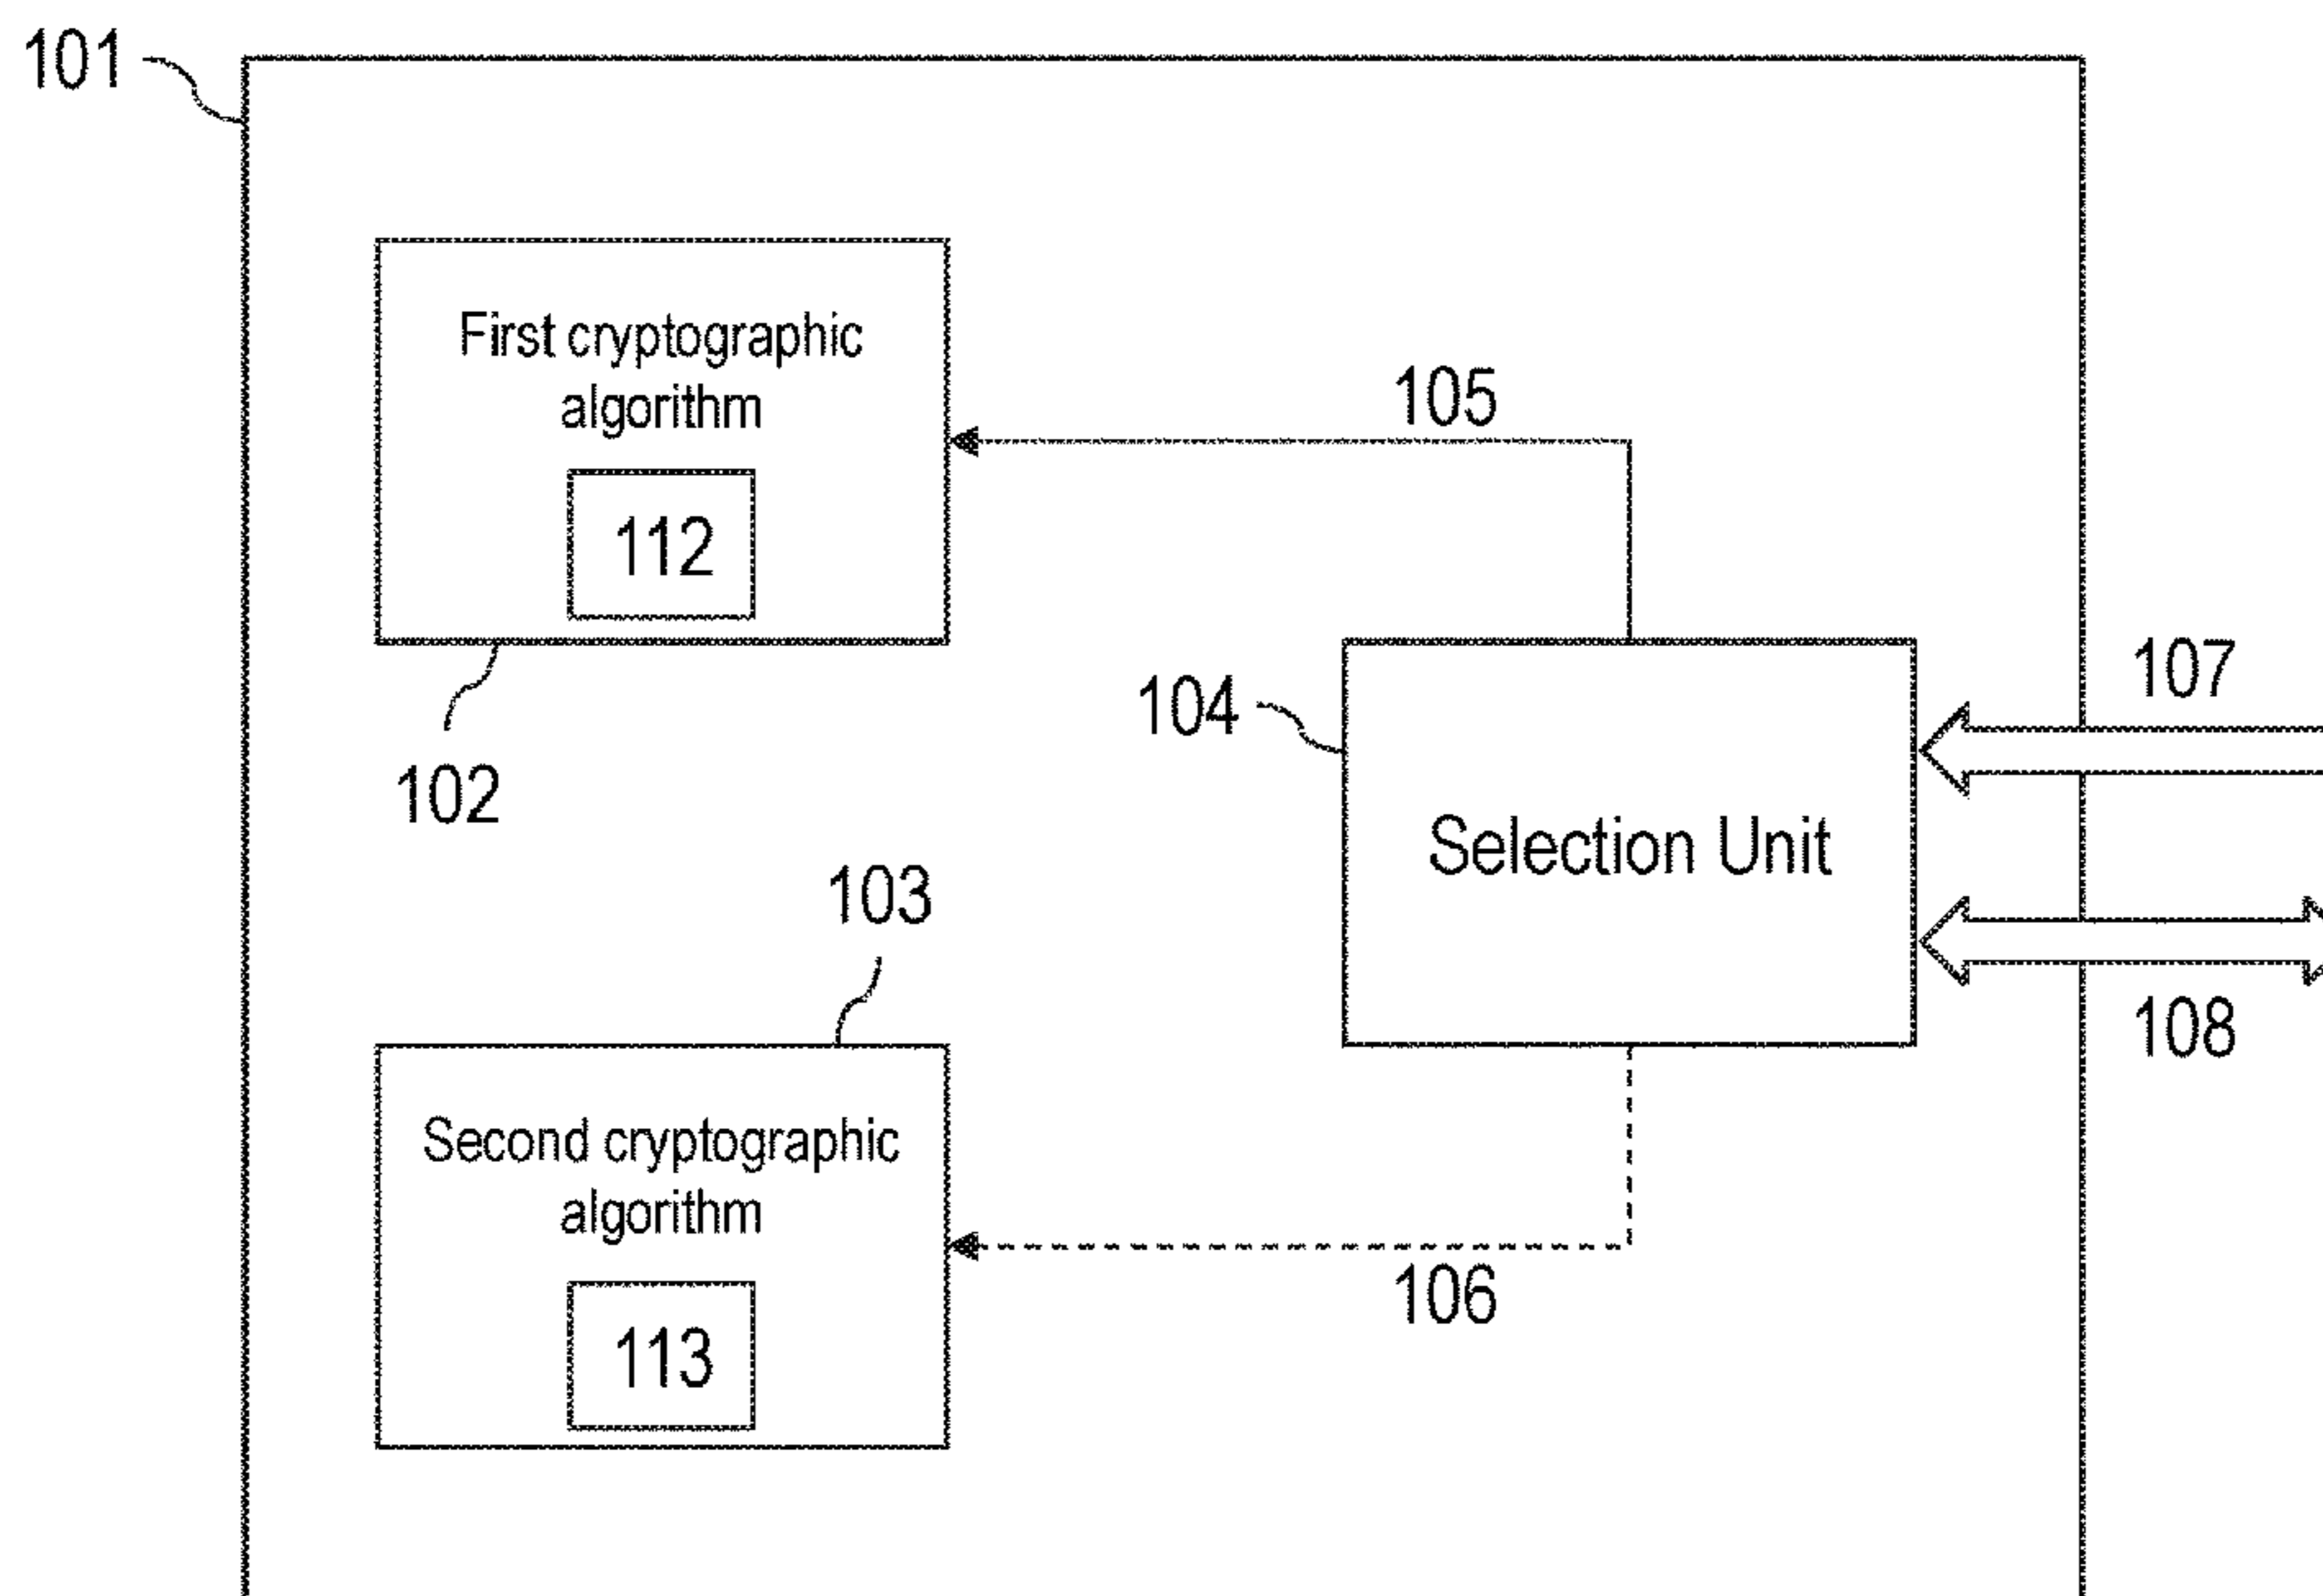 101
First cryptographic
algorithm
105
112
107
104
102
Selection Unit
103
108
Second cryptographic
algorithm
106
113